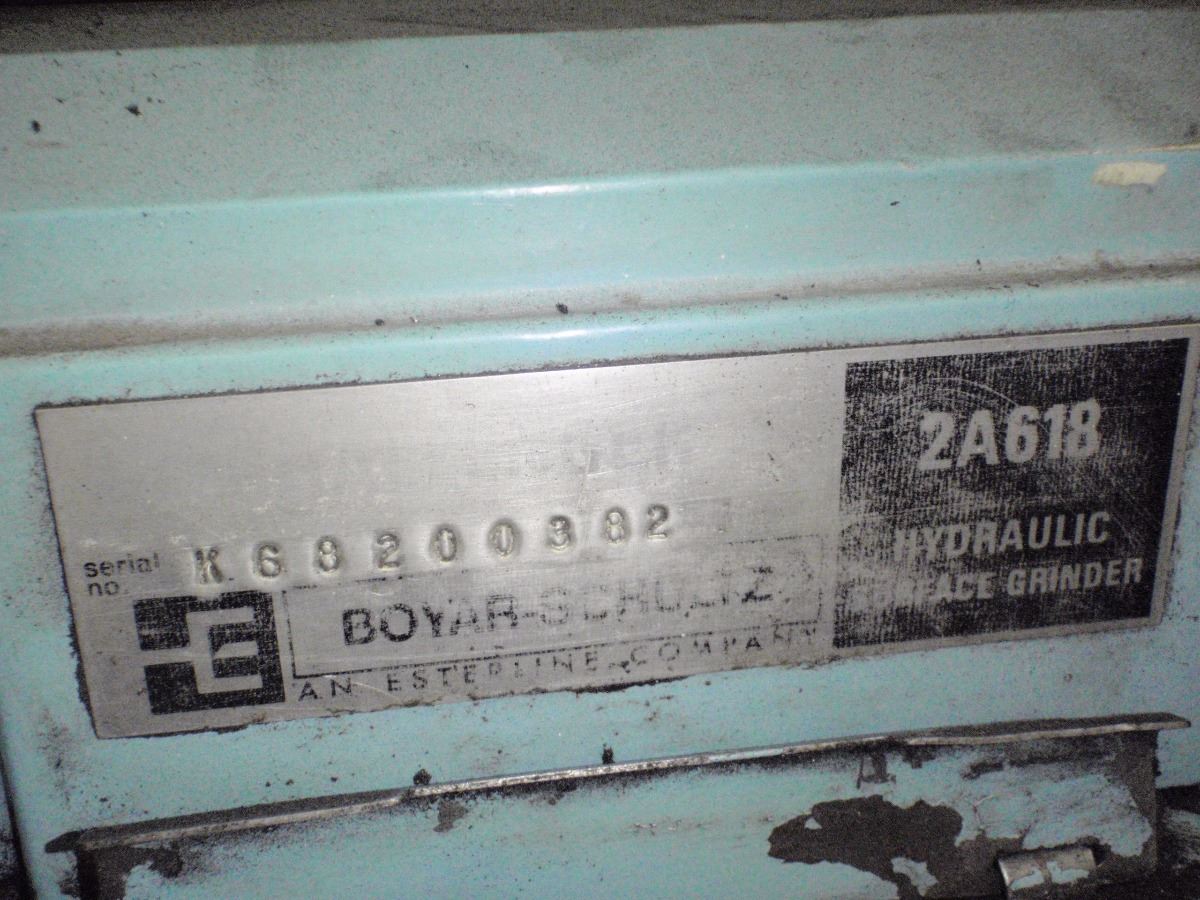 serial no. K68200382
BOYAR-SCHULTZ
AN ESTERLINE COMPANY
2A618
HYDRAULIC
SURFACE GRINDER